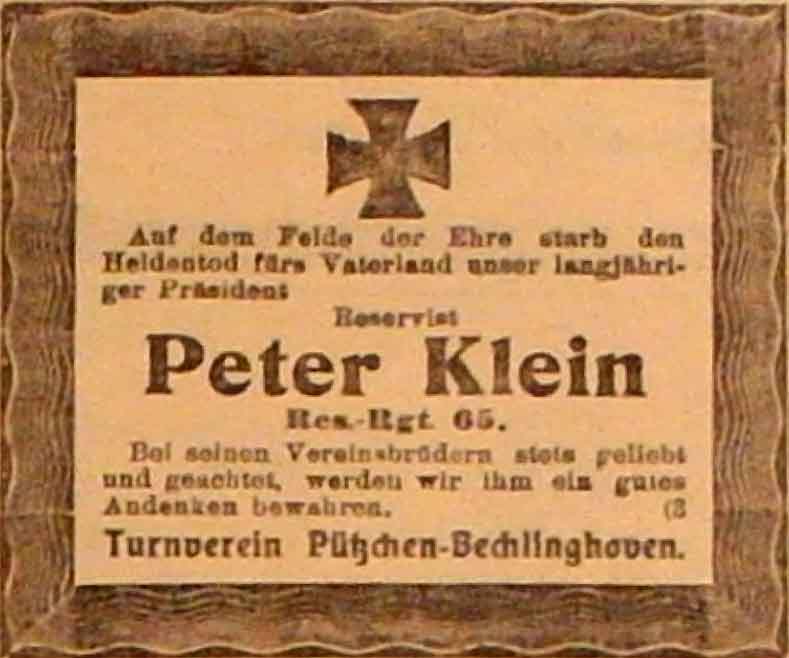 Auf dem Felde der Ehre starb den
Heldentod fürs Vaterland unser langjähri-
ger Präsident
Reservist
Peter Klein
Res.-Rgt. 65.
Bei seinen Vereinsbrüdern stets geliebt
und geachtet, werden wir ihm ein gutes
Andenken bewahren. (3
Turnverein Pützchen-Bechlinghoven.